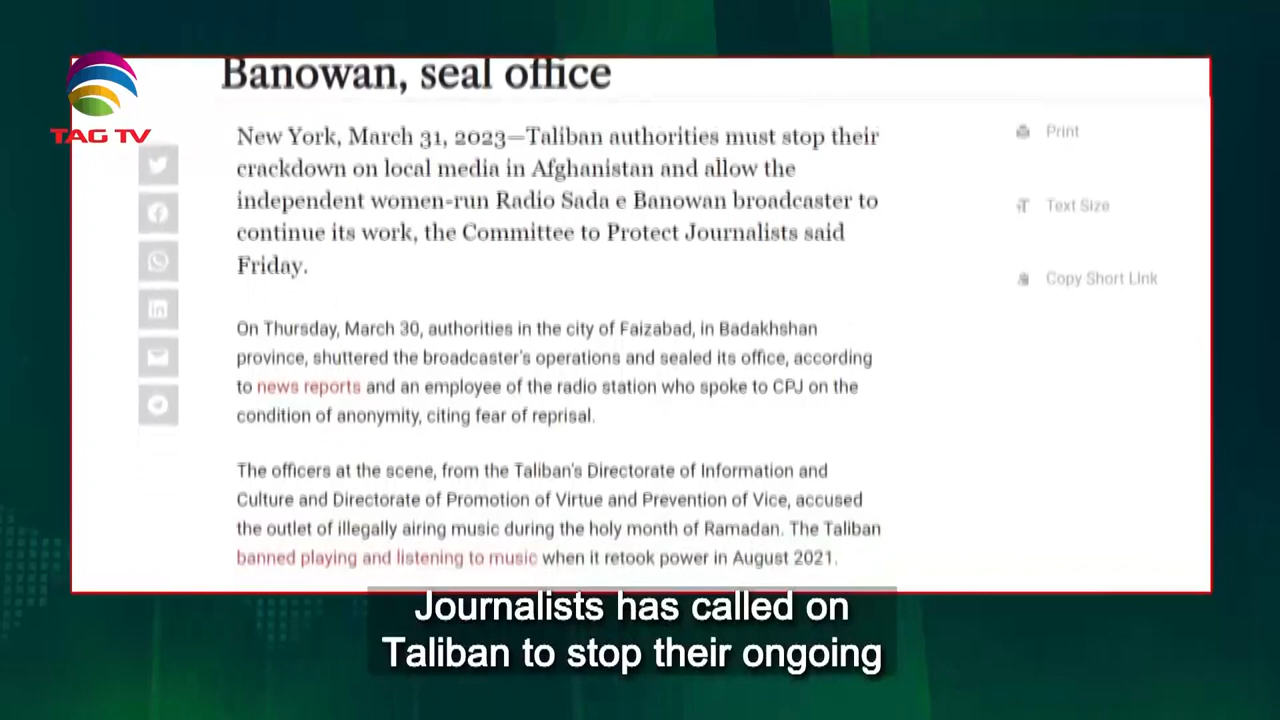 Banowan, seal office
TAG TV
New York, March 31, 2023—Taliban authorities must stop their
crackdown on local media in Afghanistan and allow the
independent women-run Radio Sada e Banowan broadcaster to
continue its work, the Committee to Protect Journalists said
Friday.
Print
Text Size
Copy Short Link
On Thursday, March 30, authorities in the city of Faizabad, in Badakhshan
province, shuttered the broadcaster's operations and sealed its office, according
to news reports and an employee of the radio station who spoke to CPJ on the
condition of anonymity, citing fear of reprisal.
The officers at the scene, from the Taliban's Directorate of Information and
Culture and Directorate of Promotion of Virtue and Prevention of Vice, accused
the outlet of illegally airing music during the holy month of Ramadan. The Taliban
banned playing and listening to music when it retook power in August 2021.
Journalists has called on
Taliban to stop their ongoing